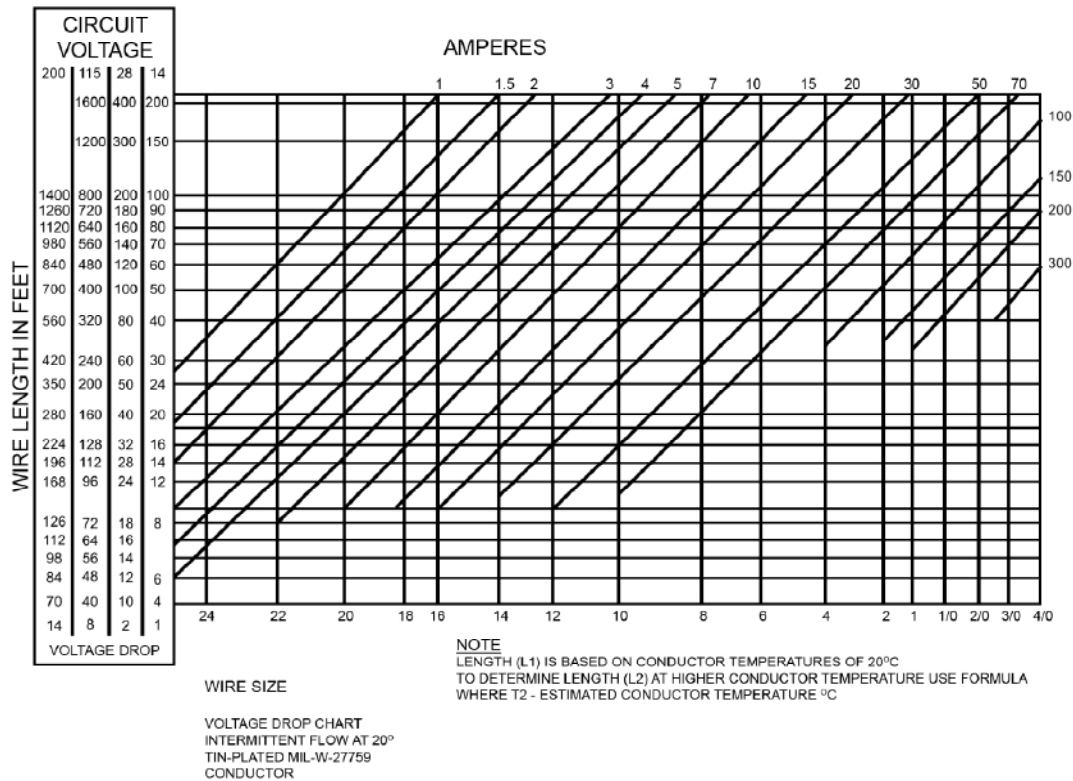 CIRCUIT
VOLTAGE
AMPERES
200 115 28 14
1 1.5 2 3 4 5 7 10 15 20 30 50 70
1600 400 200
100
1200 300 150
150
1400 800 200 100
1260 720 180 90
200
1120 640 160 80
980 560 140 70
840 480 120 60
300
700 400 100 50
560 320 80 40
420 240 60 30
350 200 50 24
280 160 40 20
224 128 32 16
196 112 28 14
168 96 24 12
126 72 18 8
112 64 16
98 56 14
84 48 12 6
70 40 10 4
14 8 2 1
WIRE LENGTH IN FEET
VOLTAGE DROP
24 22 20 18 16 14 12 10 8 6 4 2 1 1/0 2/0 3/0 4/0
WIRE SIZE
NOTE
LENGTH (L1) IS BASED ON CONDUCTOR TEMPERATURES OF 20°C
TO DETERMINE LENGTH (L2) AT HIGHER CONDUCTOR TEMPERATURE USE FORMULA
WHERE T2 - ESTIMATED CONDUCTOR TEMPERATURE °C
VOLTAGE DROP CHART
INTERMITTENT FLOW AT 20°
TIN-PLATED MIL-W-27759
CONDUCTOR